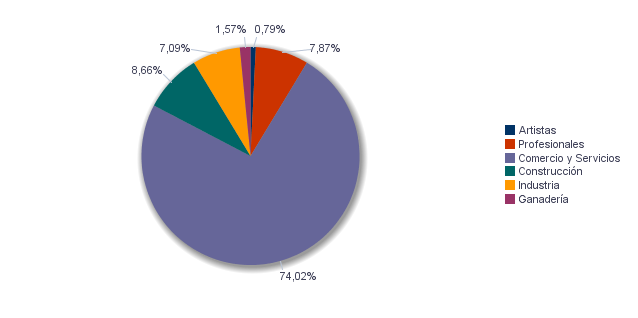 1,57%
0,79%
7,09%
7,87%
8,66%
74,02%
Artistas
Profesionales
Comercio y Servicios
Construcción
Industria
Ganadería